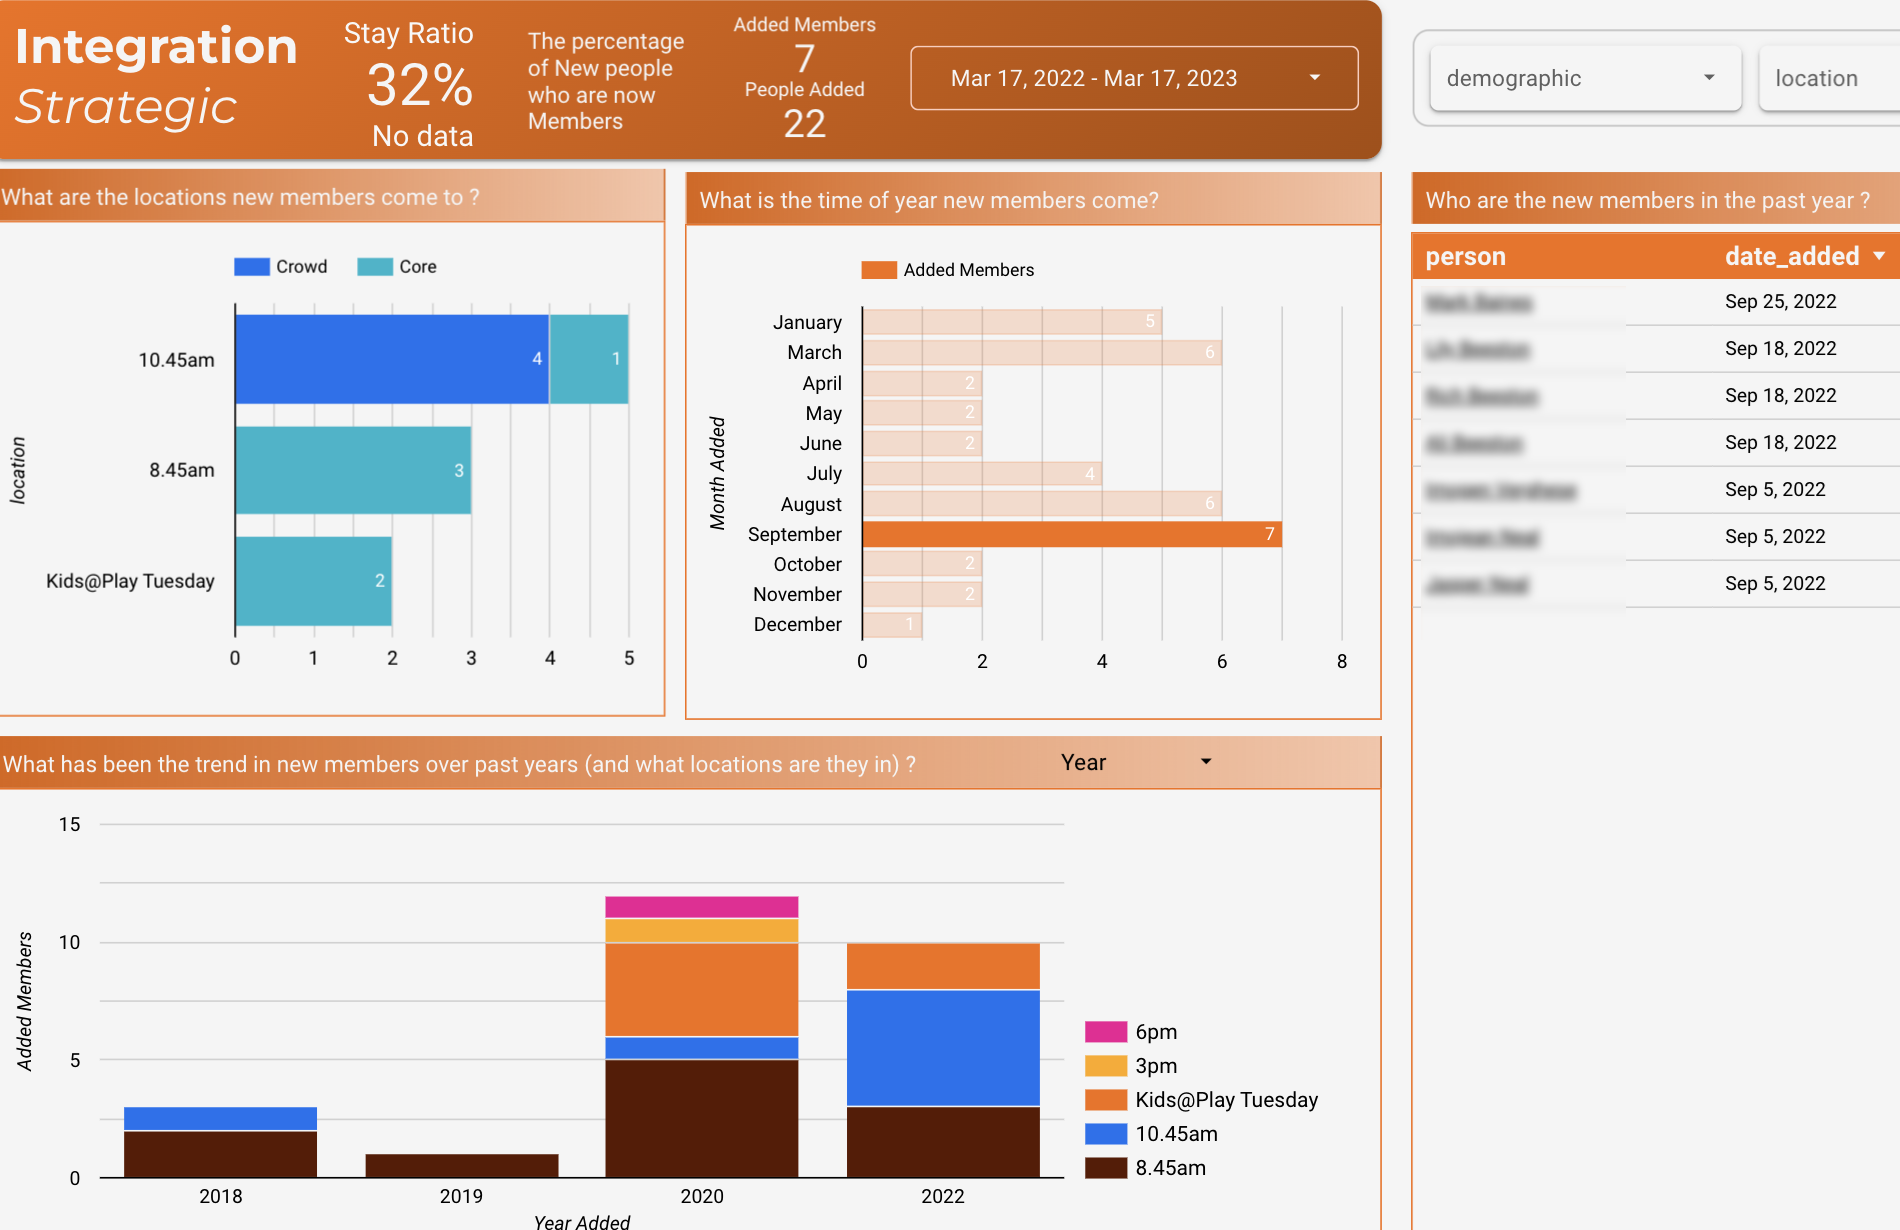 Integration
Strategic
Stay Ratio
32%
No data
The percentage
of New people
who are now
Members
Added Members
7
People Added
22
Mar 17, 2022 - Mar 17, 2023
demographic
location
What are the locations new members come to ?
Crowd
Core
location
10.45am
4
1
8.45am
3
Kids@Play Tuesday
2
0 1 2 3 4 5
What is the time of year new members come?
Added Members
Month Added
January 5
March 6
April 2
May 2
June 2
July 4
August 6
September 7
October 2
November 2
December 1
0 2 4 6 8
Who are the new members in the past year ?
person date_added
Sep 25, 2022
Sep 18, 2022
Sep 18, 2022
Sep 18, 2022
Sep 5, 2022
Sep 5, 2022
Sep 5, 2022
What has been the trend in new members over past years (and what locations are they in) ?
Year
Added Members
15
10
5
0
2018 2019 2020 2022
Year Added
6pm
3pm
Kids@Play Tuesday
10.45am
8.45am